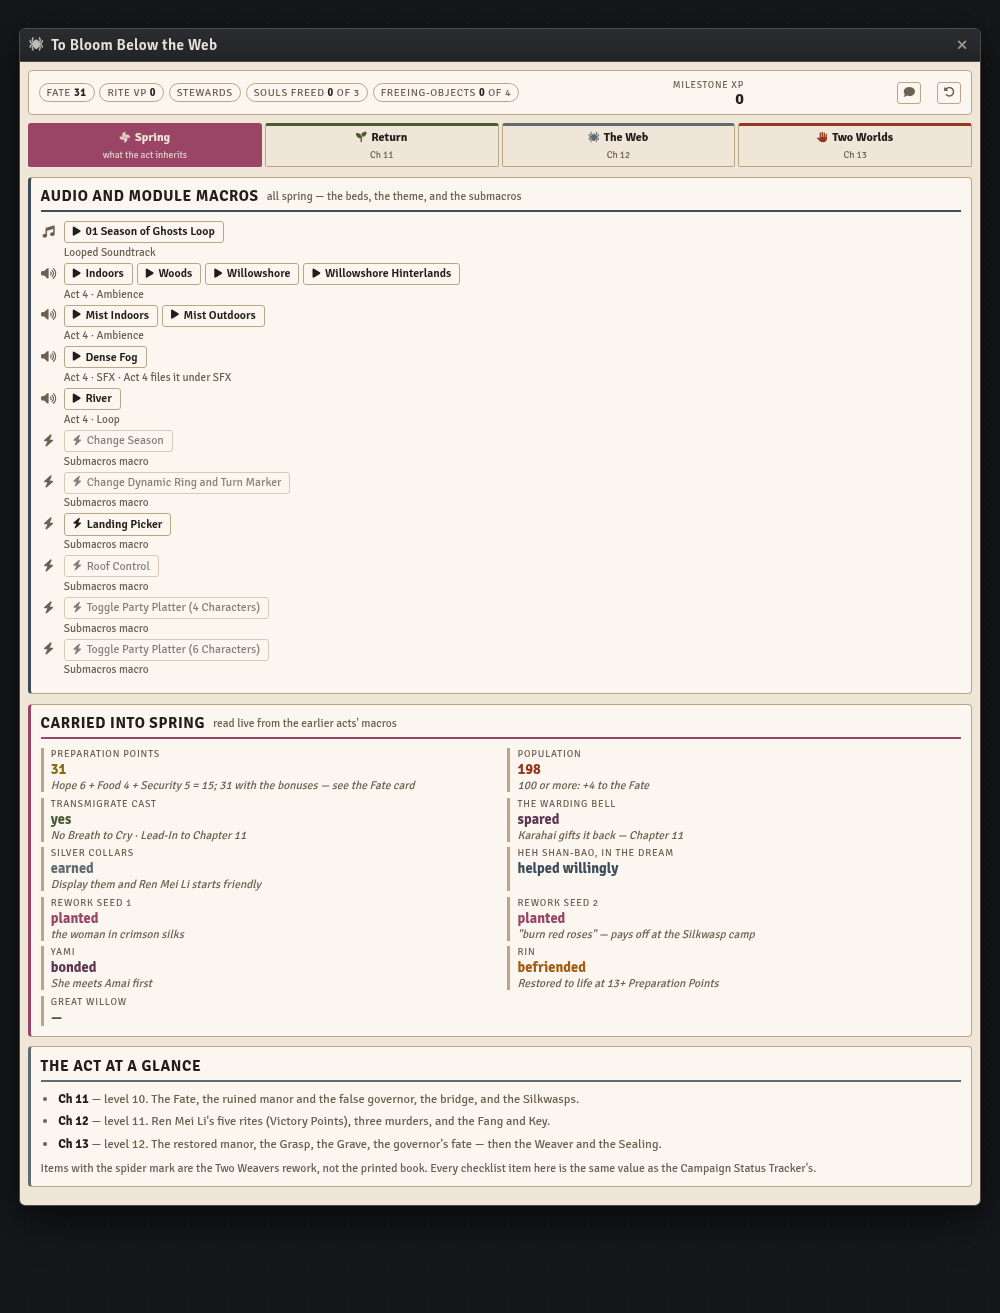 To Bloom Below the Web
FATE 31 RITE VP 0 STEWARDS SOULS FREED 0 OF 3 FREEING-OBJECTS 0 OF 4
MILESTONE XP
0
Spring
what the act inherits
Return
Ch 11
The Web
Ch 12
Two Worlds
Ch 13
AUDIO AND MODULE MACROS all spring — the beds, the theme, and the submacros
01 Season of Ghosts Loop
Looped Soundtrack
Indoors Woods Willowshore Willowshore Hinterlands
Act 4 · Ambience
Mist Indoors Mist Outdoors
Act 4 · Ambience
Dense Fog
Act 4 · SFX · Act 4 files it under SFX
River
Act 4 · Loop
Change Season
Submacros macro
Change Dynamic Ring and Turn Marker
Submacros macro
Landing Picker
Submacros macro
Roof Control
Submacros macro
Toggle Party Platter (4 Characters)
Submacros macro
Toggle Party Platter (6 Characters)
Submacros macro
CARRIED INTO SPRING read live from the earlier acts' macros
PREPARATION POINTS
31
Hope 6 + Food 4 + Security 5 = 15; 31 with the bonuses — see the Fate card
POPULATION
198
100 or more: +4 to the Fate
TRANSMIGRATE CAST
yes
No Breath to Cry · Lead-In to Chapter 11
THE WARDING BELL
spared
Karahai gifts it back — Chapter 11
SILVER COLLARS
earned
Display them and Ren Mei Li starts friendly
HEH SHAN-BAO, IN THE DREAM
helped willingly
REWORK SEED 1
planted
the woman in crimson silks
REWORK SEED 2
planted
"burn red roses" — pays off at the Silkwasp camp
YAMI
bonded
She meets Amai first
RIN
befriended
Restored to life at 13+ Preparation Points
GREAT WILLOW
—
THE ACT AT A GLANCE
• Ch 11 — level 10. The Fate, the ruined manor and the false governor, the bridge, and the Silkwasps.
• Ch 12 — level 11. Ren Mei Li's five rites (Victory Points), three murders, and the Fang and Key.
• Ch 13 — level 12. The restored manor, the Grasp, the Grave, the governor's fate — then the Weaver and the Sealing.
Items with the spider mark are the Two Weavers rework, not the printed book. Every checklist item here is the same value as the Campaign Status Tracker's.